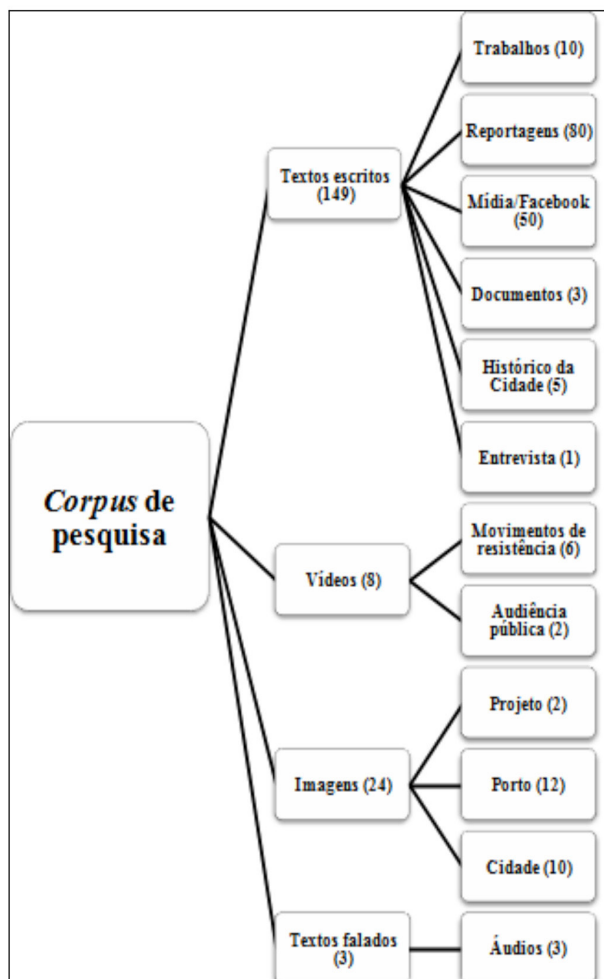 Corpus de
pesquisa
Textos escritos
(149)
Trabalhos (10)
Reportagens (80)
Mídia/Facebook
(50)
Documentos (3)
Histórico da
Cidade (5)
Entrevista (1)
Vídeos (8)
Movimentos de
resistência (6)
Audiência
pública (2)
Imagens (24)
Projeto (2)
Porto (12)
Cidade (10)
Textos falados
(3)
Áudios (3)